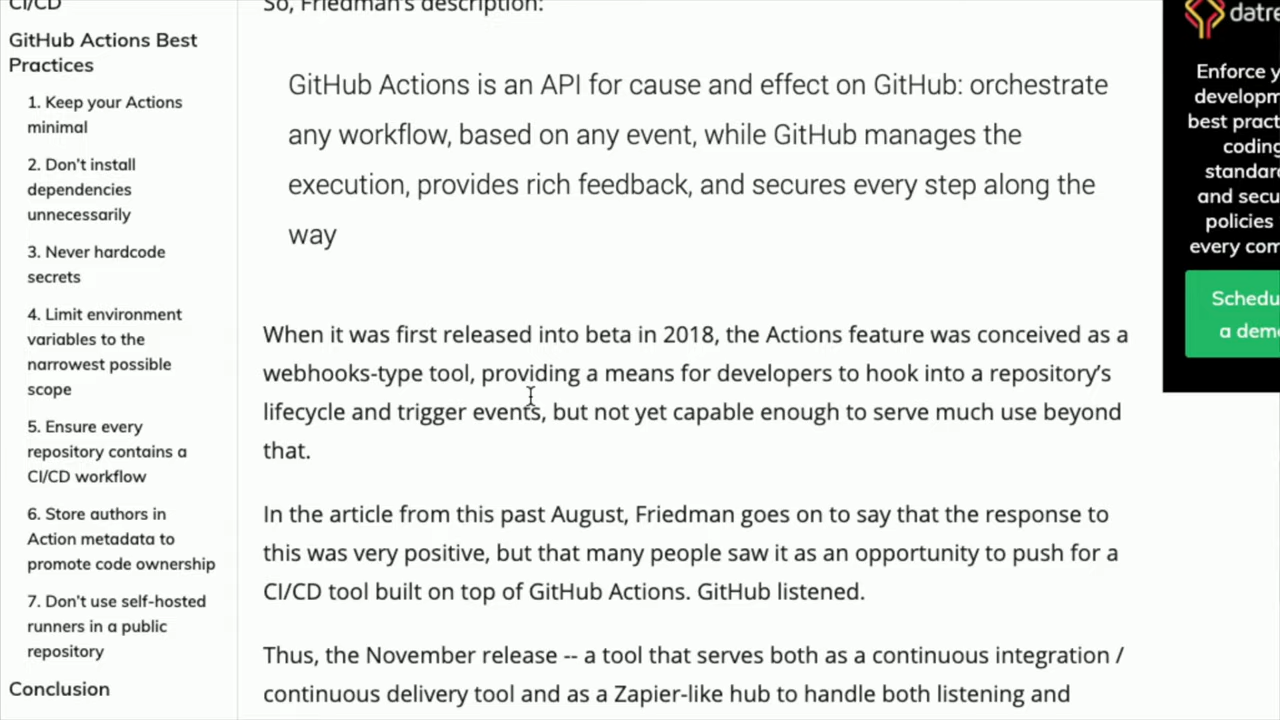 CI/CD
GitHub Actions Best
Practices
1. Keep your Actions
minimal
2. Don't install
dependencies
unnecessarily
3. Never hardcode
secrets
4. Limit environment
variables to the
narrowest possible
scope
5. Ensure every
repository contains a
CI/CD workflow
6. Store authors in
Action metadata to
promote code ownership
7. Don't use self-hosted
runners in a public
repository
Conclusion
So, Friedman's description:
GitHub Actions is an API for cause and effect on GitHub: orchestrate
any workflow, based on any event, while GitHub manages the
execution, provides rich feedback, and secures every step along the
way
When it was first released into beta in 2018, the Actions feature was conceived as a
webhooks-type tool, providing a means for developers to hook into a repository’s
lifecycle and trigger events, but not yet capable enough to serve much use beyond
that.
In the article from this past August, Friedman goes on to say that the response to
this was very positive, but that many people saw it as an opportunity to push for a
CI/CD tool built on top of GitHub Actions. GitHub listened.
Thus, the November release -- a tool that serves both as a continuous integration /
continuous delivery tool and as a Zapier-like hub to handle both listening and
datre
Enforce y
developm
best pract
coding
standar
and secu
policies
every com
Schedu
a dem